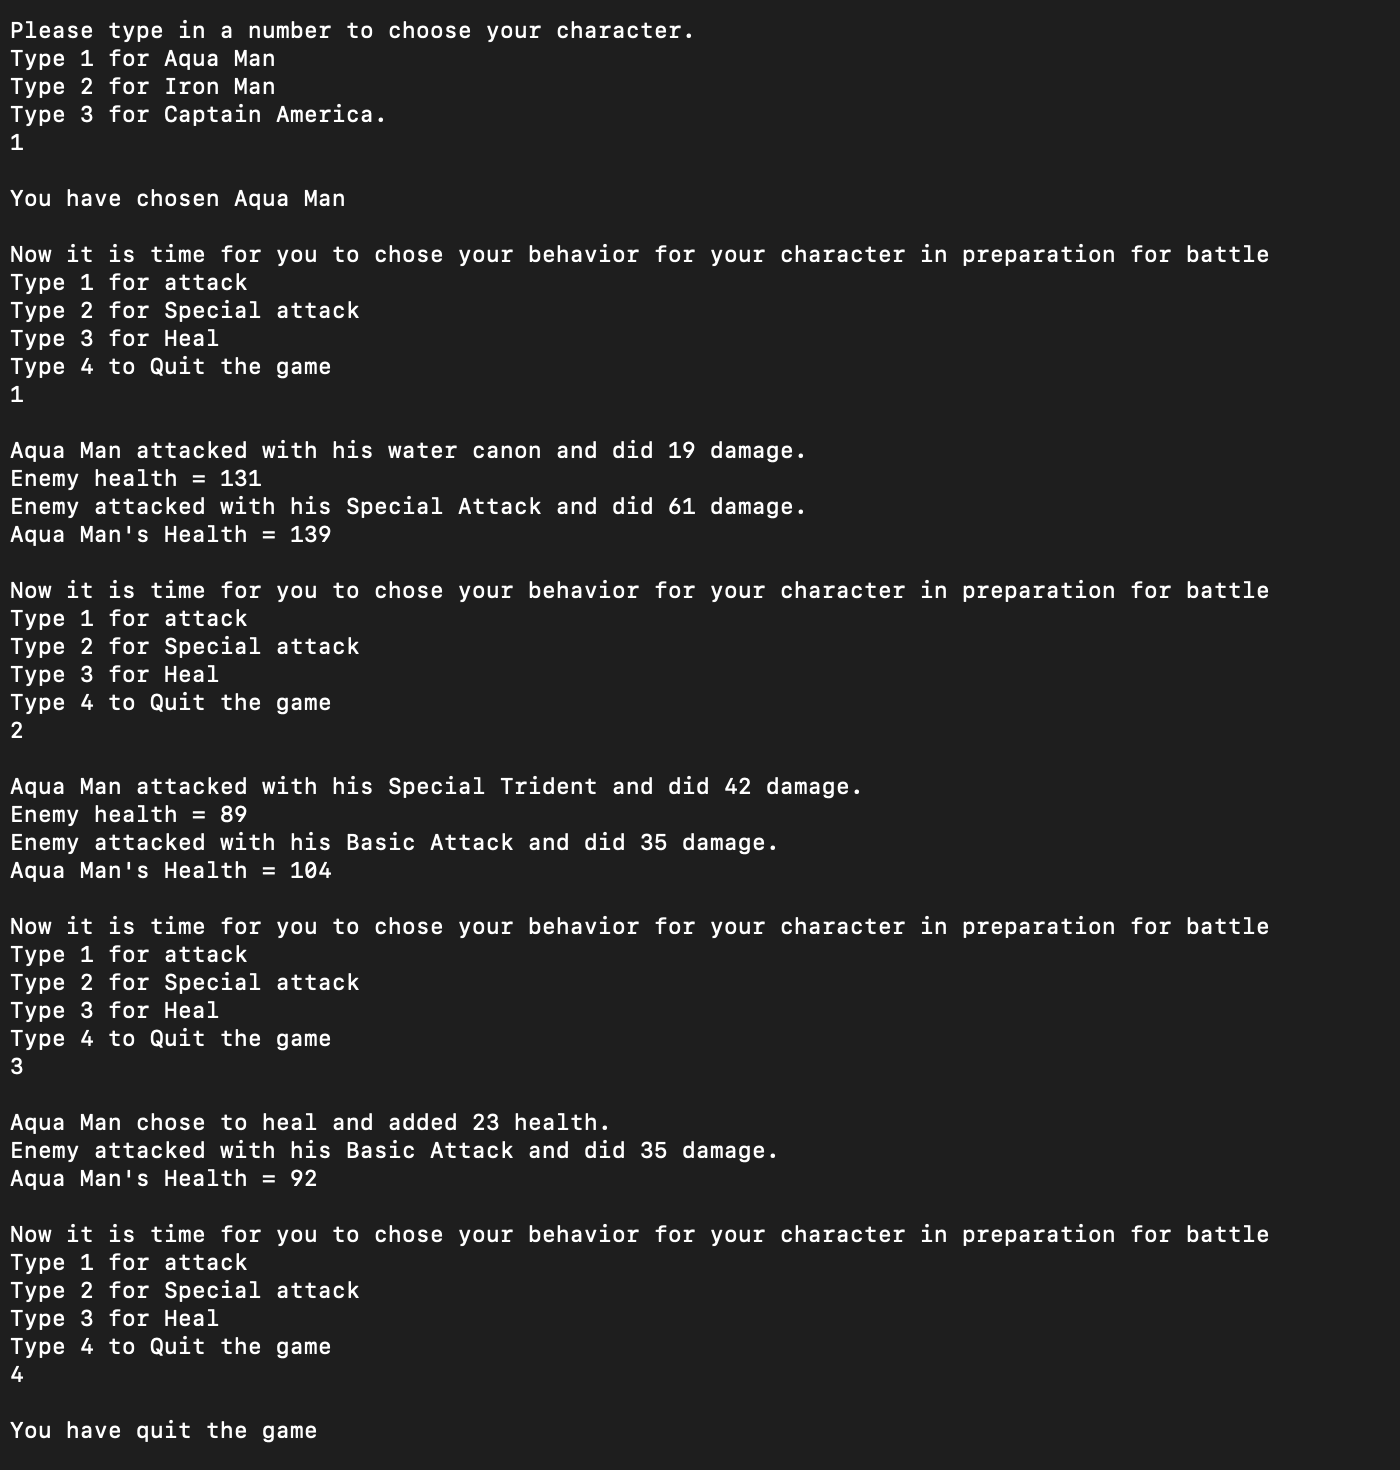 Please type in a number to choose your character.
Type 1 for Aqua Man
Type 2 for Iron Man
Type 3 for Captain America.
1
You have chosen Aqua Man
Now it is time for you to chose your behavior for your character in preparation for battle
Type 1 for attack
Type 2 for Special attack
Type 3 for Heal
Type 4 to Quit the game
1
Aqua Man attacked with his water canon and did 19 damage.
Enemy health = 131
Enemy attacked with his Special Attack and did 61 damage.
Aqua Man's Health = 139
Now it is time for you to chose your behavior for your character in preparation for battle
Type 1 for attack
Type 2 for Special attack
Type 3 for Heal
Type 4 to Quit the game
2
Aqua Man attacked with his Special Trident and did 42 damage.
Enemy health = 89
Enemy attacked with his Basic Attack and did 35 damage.
Aqua Man's Health = 104
Now it is time for you to chose your behavior for your character in preparation for battle
Type 1 for attack
Type 2 for Special attack
Type 3 for Heal
Type 4 to Quit the game
3
Aqua Man chose to heal and added 23 health.
Enemy attacked with his Basic Attack and did 35 damage.
Aqua Man's Health = 92
Now it is time for you to chose your behavior for your character in preparation for battle
Type 1 for attack
Type 2 for Special attack
Type 3 for Heal
Type 4 to Quit the game
4
You have quit the game